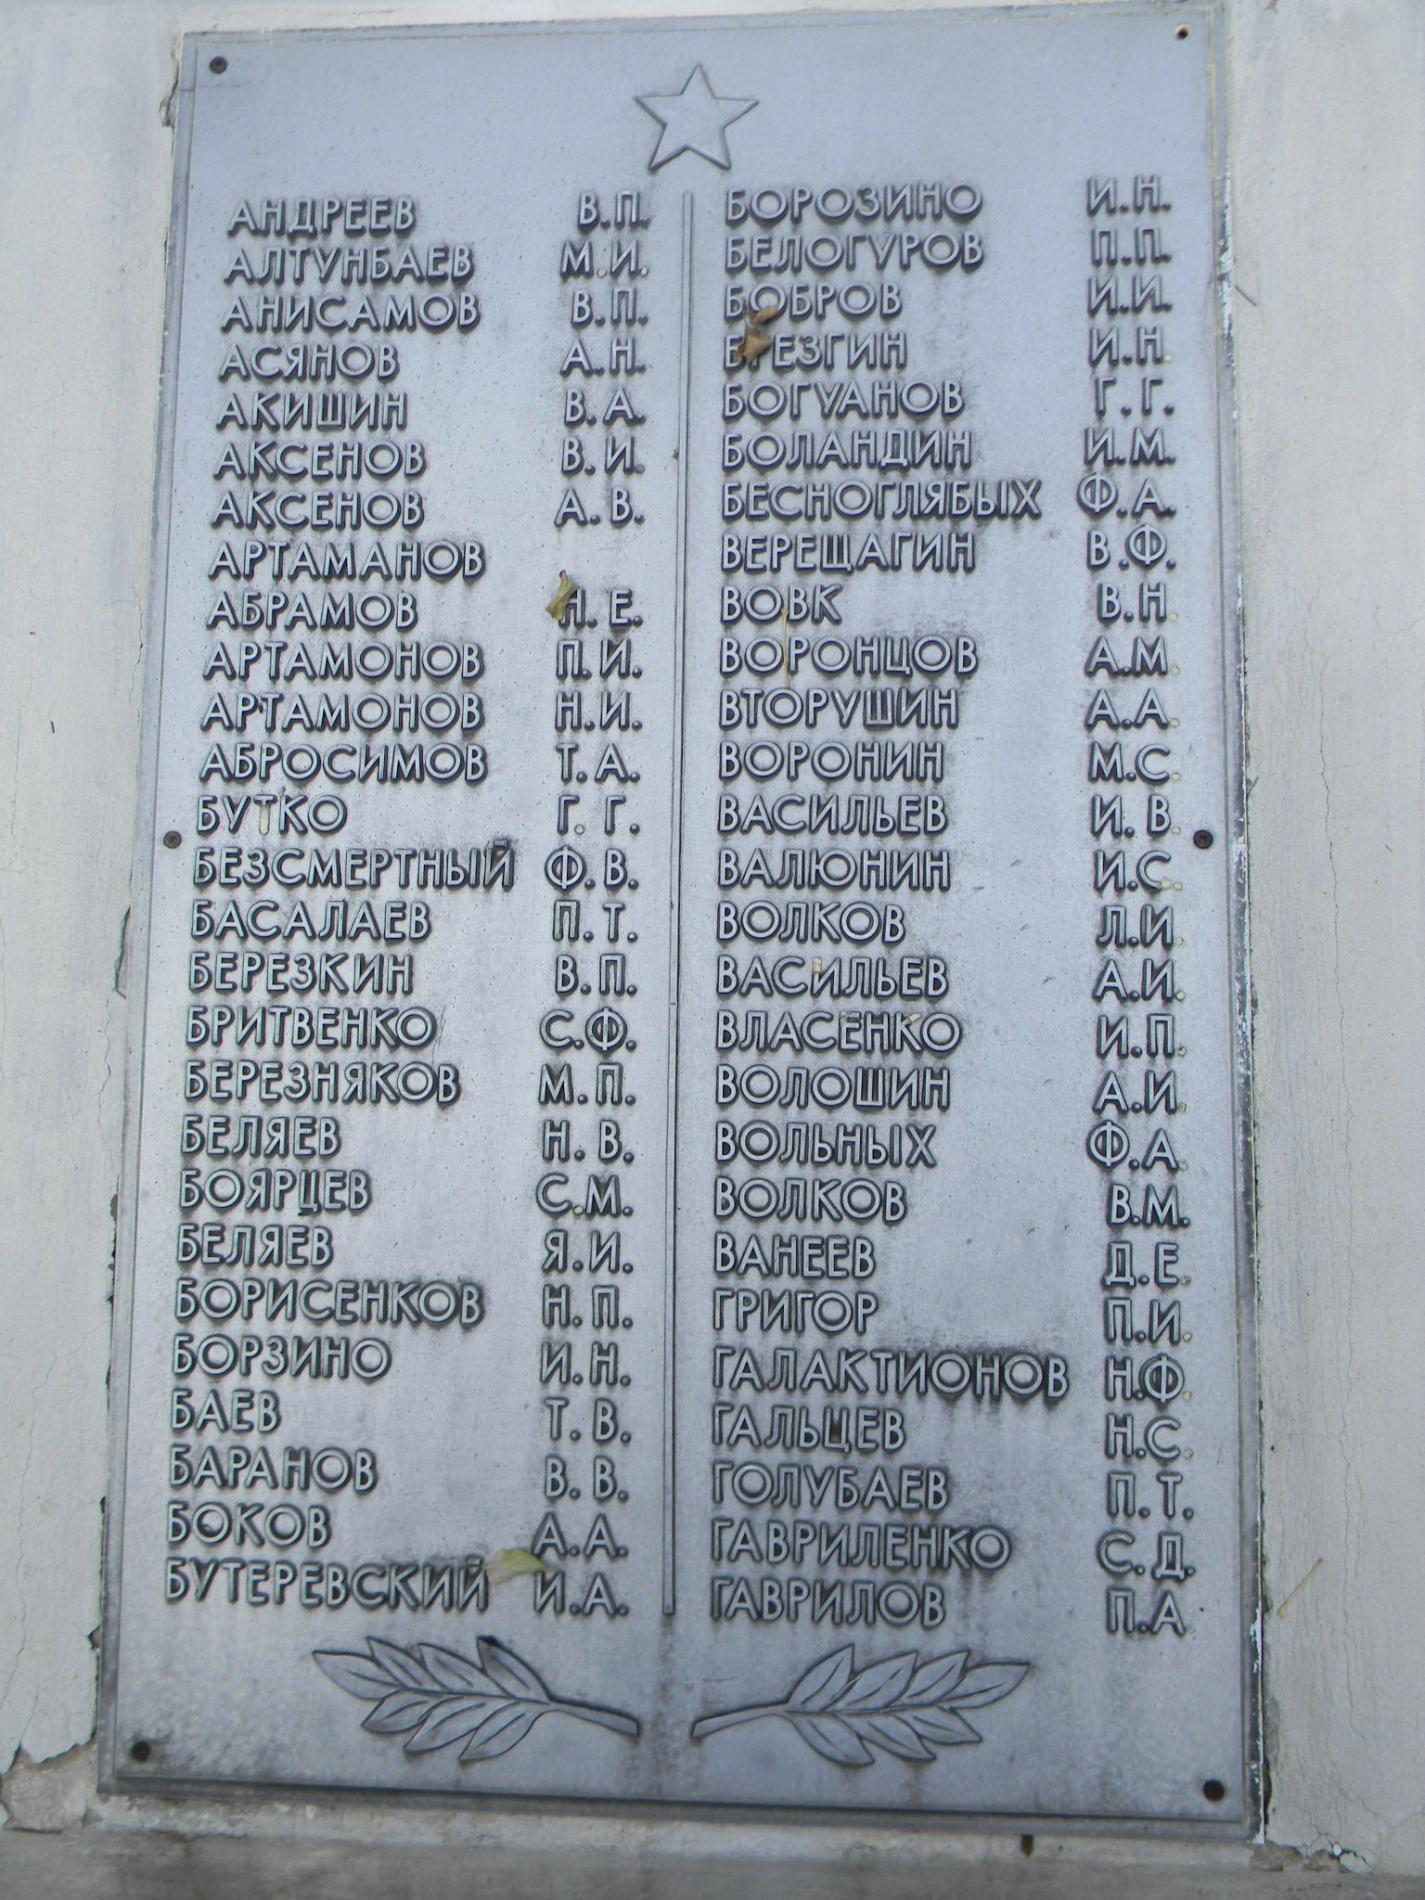 АНДРЕЕВ В.П.
АЛТУНБАЕВ М.И.
АНИСАМОВ В.П.
АСЯНОВ А.Н.
АКИШИН В.А.
АКСЕНОВ В.И.
АКСЕНОВ А.В.
АРТАМАНОВ
АБРАМОВ Н.Е.
АРТАМОНОВ П.И.
АРТАМОНОВ Н.И.
АБРОСИМОВ Т.А.
БУТКО Г.Г.
БЕЗСМЕРТНЫЙ Ф.В.
БАСАЛАЕВ П.Т.
БЕРЕЗКИН В.П.
БРИТВЕНКО С.Ф.
БЕРЕЗНЯКОВ М.П.
БЕЛЯЕВ Н.В.
БОЯРЦЕВ С.М.
БЕЛЯЕВ Я.И.
БОРИСЕНКОВ Н.П.
БОРЗИНО И.Н.
БАЕВ Т.В.
БАРАНОВ В.В.
БОКОВ А.А.
БУТЕРЕВСКИЙ И.А.
БОРОЗИНО И.Н.
БЕЛОГУРОВ П.П.
БОБРОВ И.И.
БРЕЗГИН И.Н.
БОГУАНОВ Г.Г.
БОЛАНДИН И.М.
БЕСНОГЛЯБЫХ Ф.А.
ВЕРЕЩАГИН В.Ф.
ВОВК В.Н.
ВОРОНЦОВ А.М.
ВТОРУШИН А.А.
ВОРОНИН М.С.
ВАСИЛЬЕВ И.В.
ВАЛЮНИН И.С.
ВОЛКОВ Л.И.
ВАСИЛЬЕВ А.И.
ВЛАСЕНКО И.П.
ВОЛОШИН А.И.
ВОЛЬНЫХ Ф.А.
ВОЛКОВ В.М.
ВАНЕЕВ Д.Е.
ГРИГОР П.И.
ГАЛАКТИОНОВ Н.Ф.
ГАЛЬЦЕВ Н.С.
ГОЛУБАЕВ П.Т.
ГАВРИЛЕНКО С.Д.
ГАВРИЛОВ П.А